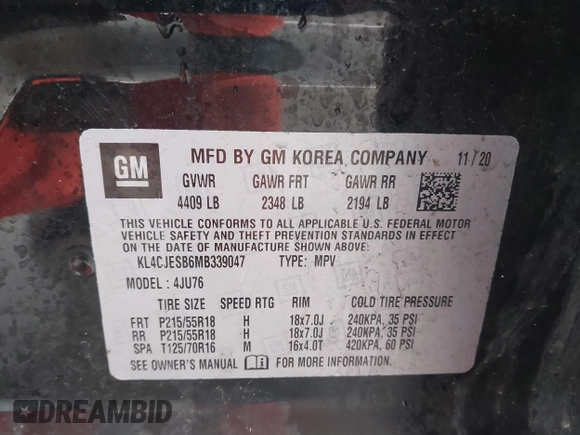 GM MFD BY GM KOREA COMPANY 11/20
GVWR GAWR FRT GAWR RR
4409 LB 2348 LB 2194 LB
THIS VEHICLE CONFORMS TO ALL APPLICABLE U.S. FEDERAL MOTOR
VEHICLE SAFETY AND THEFT PREVENTION STANDARDS IN EFFECT ON
THE DATE OF MANUFACTURE SHOWN ABOVE.
KL4CJESB6MB339047 TYPE: MPV
MODEL: 4JU76
TIRE SIZE SPEED RTG RIM COLD TIRE PRESSURE
FRT P215/55R18 H 18x7.0J 240KPA, 35 PSI
RR P215/55R18 H 18x7.0J 240KPA, 35 PSI
SPA T125/70R16 M 16x4.0T 420KPA, 60 PSI
SEE OWNER'S MANUAL FOR MORE INFORMATION.
DREAMBID